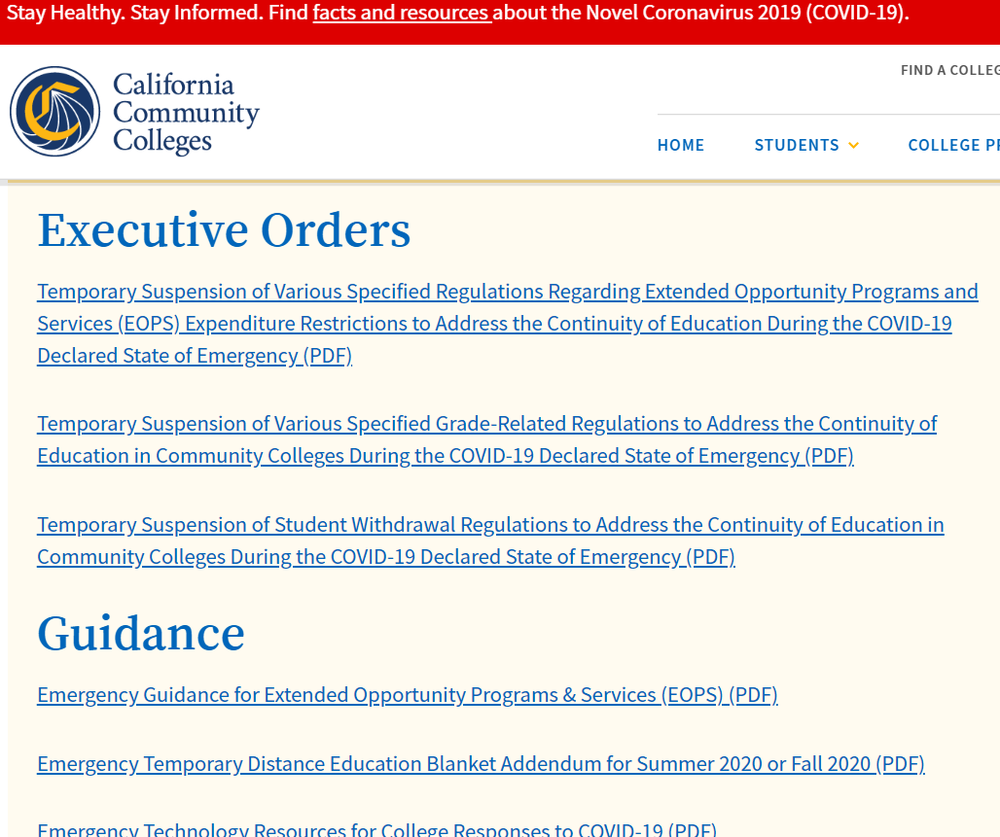 Stay Healthy. Stay Informed. Find facts and resources about the Novel Coronavirus 2019 (COVID-19).
California
Community
Colleges
FIND A COLLEG
HOME
STUDENTS
COLLEGE PR
Executive Orders
Temporary Suspension of Various Specified Regulations Regarding Extended Opportunity Programs and
Services (EOPS) Expenditure Restrictions to Address the Continuity of Education During the COVID-19
Declared State of Emergency (PDF)
Temporary Suspension of Various Specified Grade-Related Regulations to Address the Continuity of
Education in Community Colleges During the COVID-19 Declared State of Emergency (PDF)
Temporary Suspension of Student Withdrawal Regulations to Address the Continuity of Education in
Community Colleges During the COVID-19 Declared State of Emergency (PDF)
Guidance
Emergency Guidance for Extended Opportunity Programs & Services (EOPS) (PDF)
Emergency Temporary Distance Education Blanket Addendum for Summer 2020 or Fall 2020 (PDF)
Emergency Technology Resources for College Responses to COVID-19 (PDF)